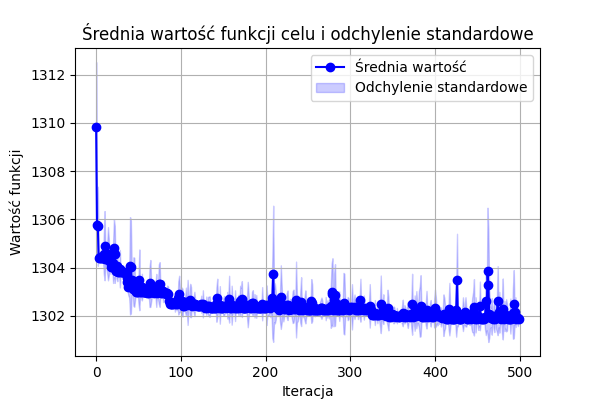 Średnia wartość funkcji celu i odchylenie standardowe
Średnia wartość
Odchylenie standardowe
Wartość funkcji
1312
1310
1308
1306
1304
1302
0 100 200 300 400 500
Iteracja